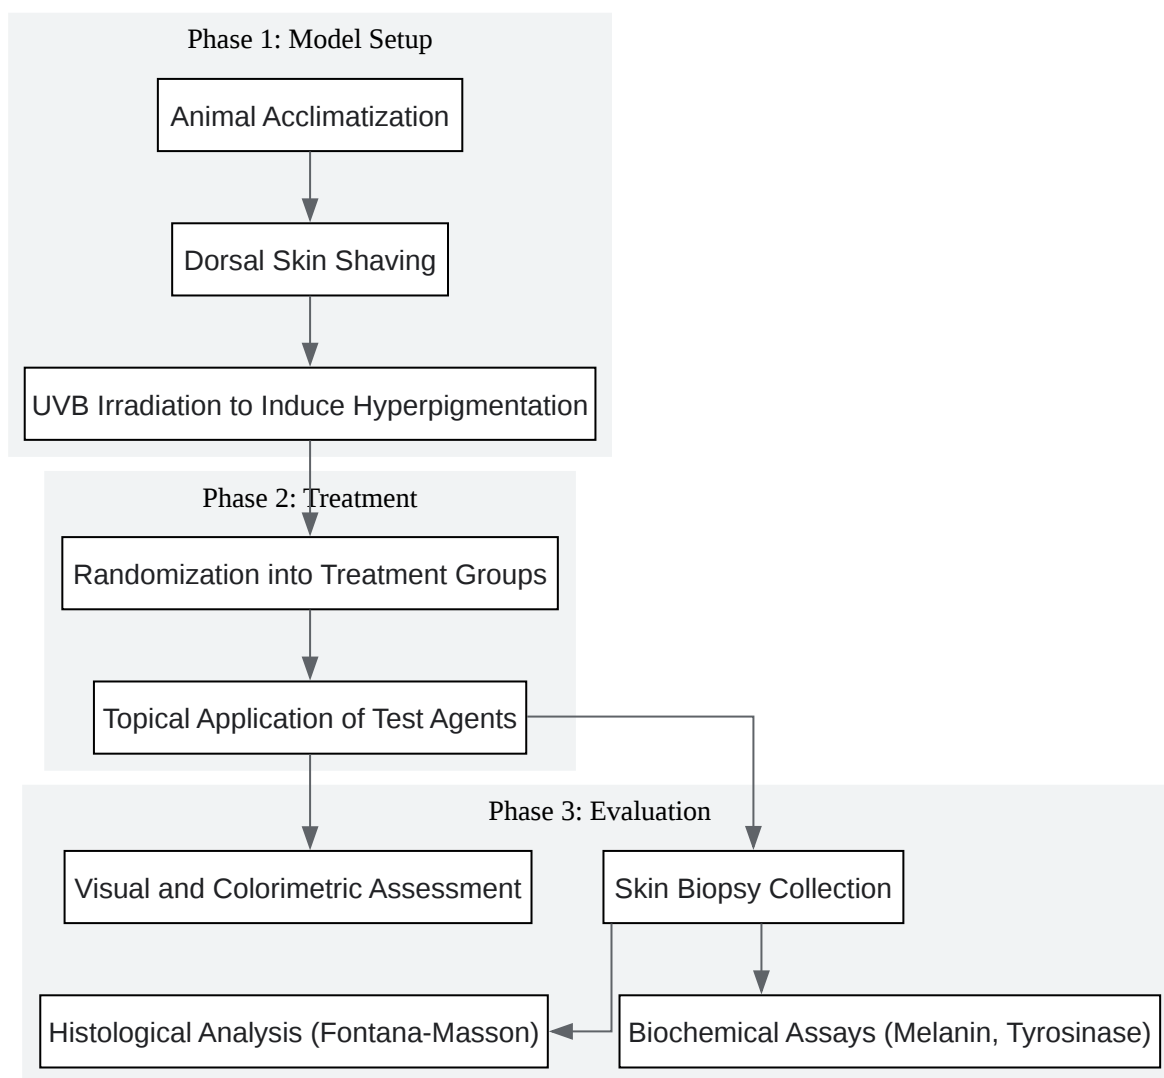 Phase 1: Model Setup
Animal Acclimatization
Dorsal Skin Shaving
UVB Irradiation to Induce Hyperpigmentation
Phase 2: Treatment
Randomization into Treatment Groups
Topical Application of Test Agents
Phase 3: Evaluation
Visual and Colorimetric Assessment
Skin Biopsy Collection
Histological Analysis (Fontana-Masson)
Biochemical Assays (Melanin, Tyrosinase)